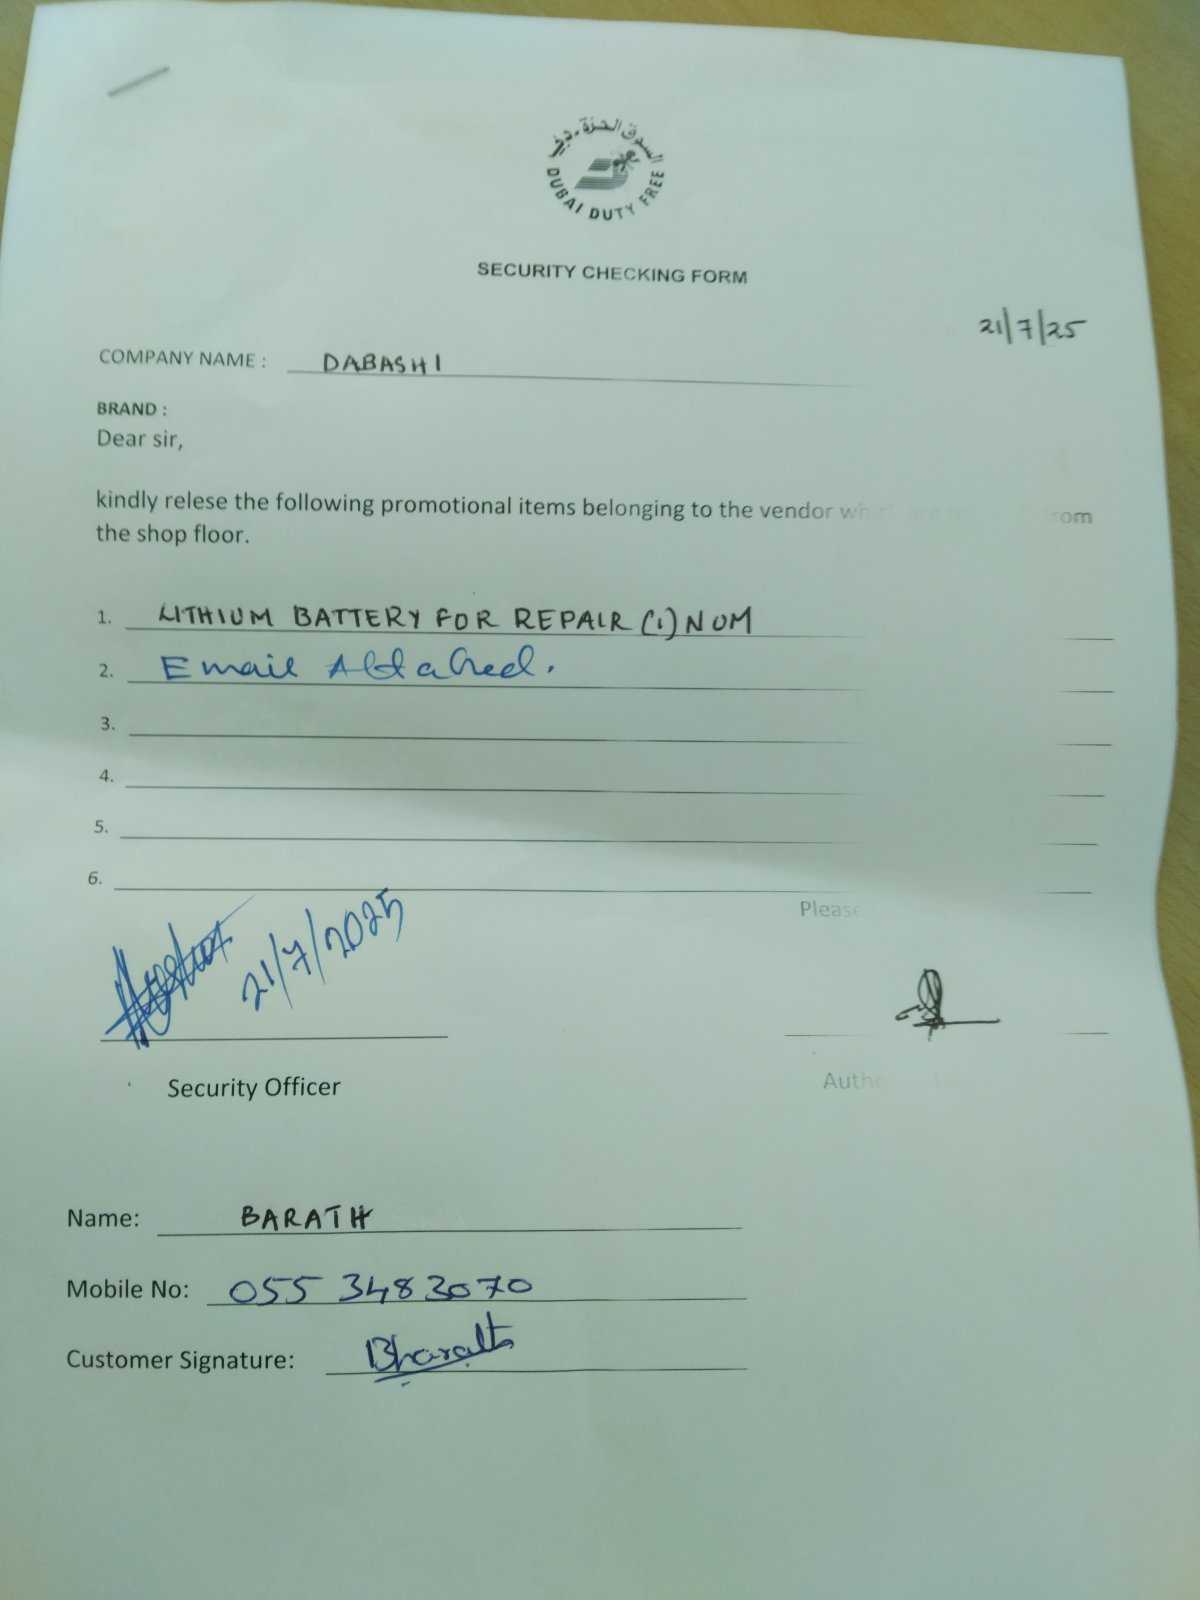 السوق الحرة - دبي
DUBAI DUTY FREE
SECURITY CHECKING FORM
21/7/25
COMPANY NAME : DABASHI
BRAND :
Dear sir,
kindly relese the following promotional items belonging to the vendor from
the shop floor.
1. LITHIUM BATTERY FOR REPAIR (1) NOM
2. Email Attached.
3.
4.
5.
6.
Please
21/7/2025
Security Officer
Name: BARATH
Mobile No: 055 3483070
Customer Signature: Bharath